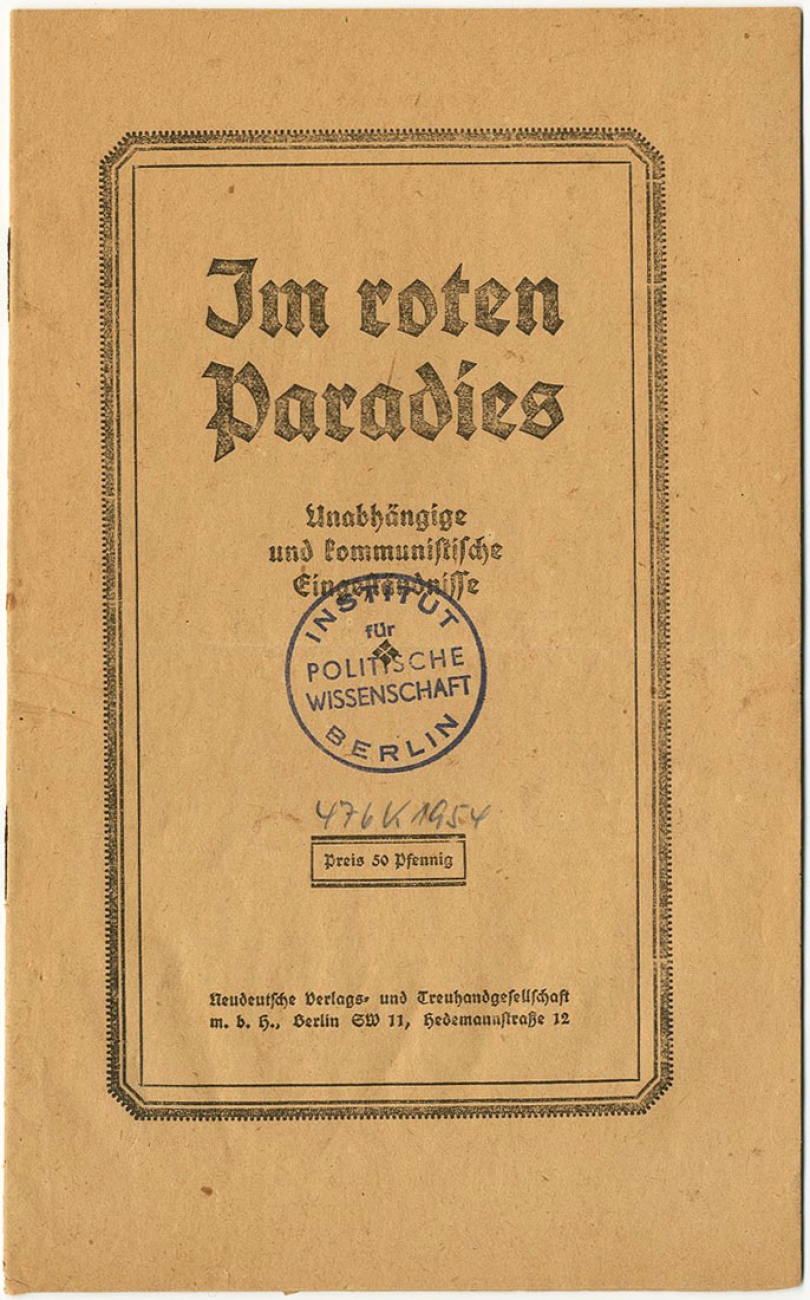 Im roten
Paradies
Unabhängige
und kommunistische
Eingeständnisse
INSTITUT
für
POLITISCHE
WISSENSCHAFT
BERLIN
476 K 1954
Preis 50 Pfennig
Neudeutsche Verlags- und Treuhandgesellschaft
m. b. H., Berlin SW 11, Hedemannstraße 12